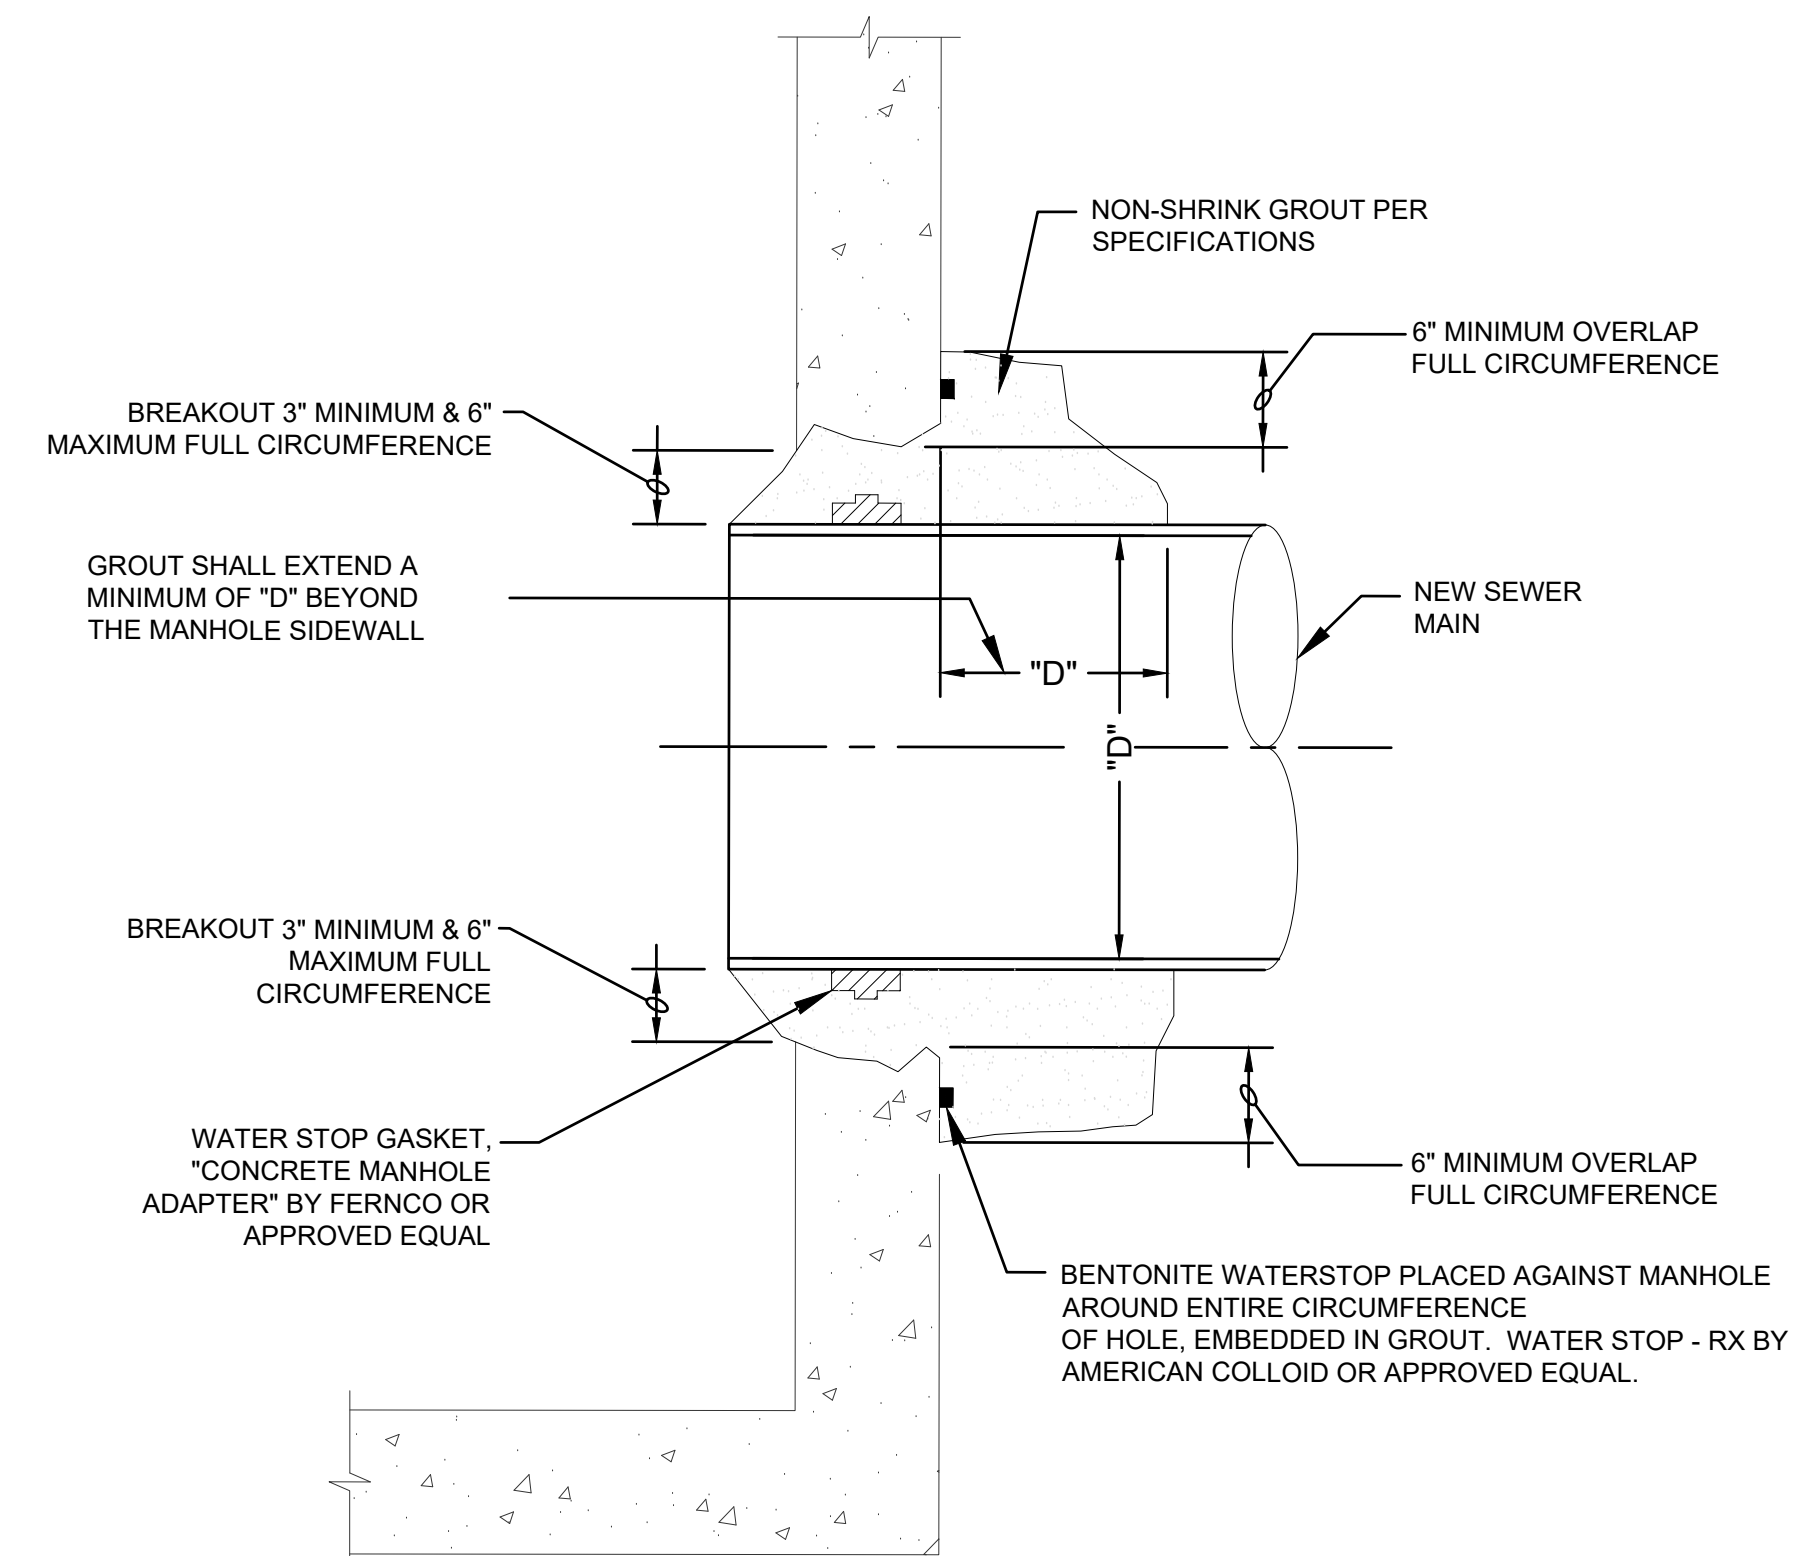 NON-SHRINK GROUT PER
SPECIFICATIONS
6" MINIMUM OVERLAP
FULL CIRCUMFERENCE
BREAKOUT 3" MINIMUM & 6"
MAXIMUM FULL CIRCUMFERENCE
GROUT SHALL EXTEND A
MINIMUM OF "D" BEYOND
THE MANHOLE SIDEWALL
NEW SEWER
MAIN
"D"
"D"
BREAKOUT 3" MINIMUM & 6"
MAXIMUM FULL
CIRCUMFERENCE
WATER STOP GASKET,
"CONCRETE MANHOLE
ADAPTER" BY FERNCO OR
APPROVED EQUAL
6" MINIMUM OVERLAP
FULL CIRCUMFERENCE
BENTONITE WATERSTOP PLACED AGAINST MANHOLE
AROUND ENTIRE CIRCUMFERENCE
OF HOLE, EMBEDDED IN GROUT. WATER STOP - RX BY
AMERICAN COLLOID OR APPROVED EQUAL.